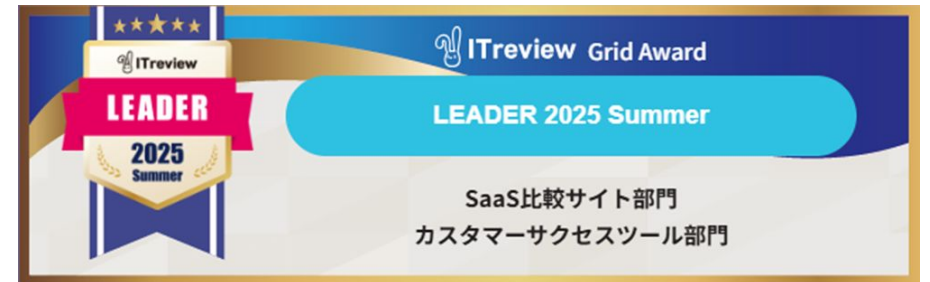 ITreview
LEADER
2025
Summer
ITreview Grid Award
LEADER 2025 Summer
SaaS比較サイト部門
カスタマーサクセスツール部門